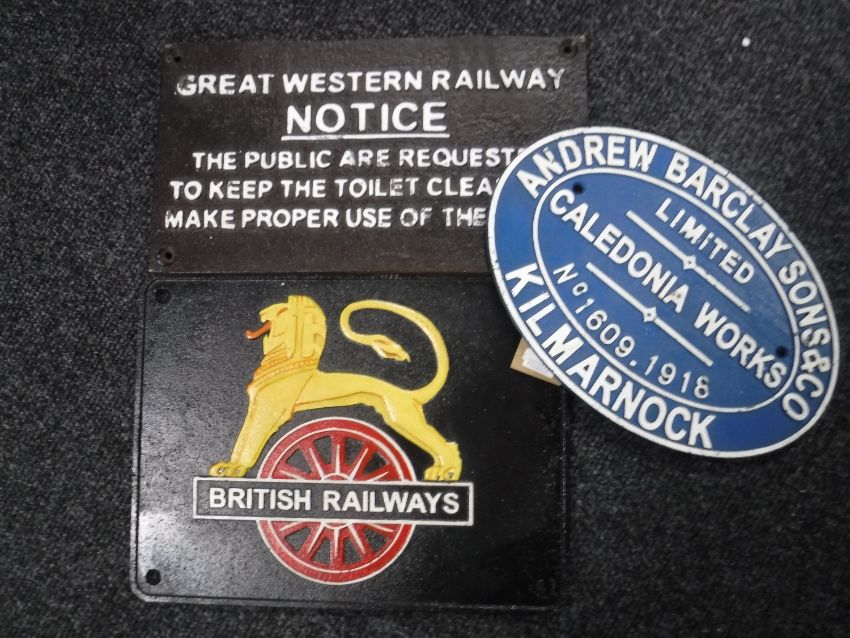 GREAT WESTERN RAILWAY
NOTICE
THE PUBLIC ARE REQUEST
TO KEEP THE TOILET CLEA
MAKE PROPER USE OF THE
ANDREW BARCLAY SONS & CO
LIMITED
CALEDONIA WORKS
No 1609.1918
KILMARNOCK
BRITISH RAILWAYS